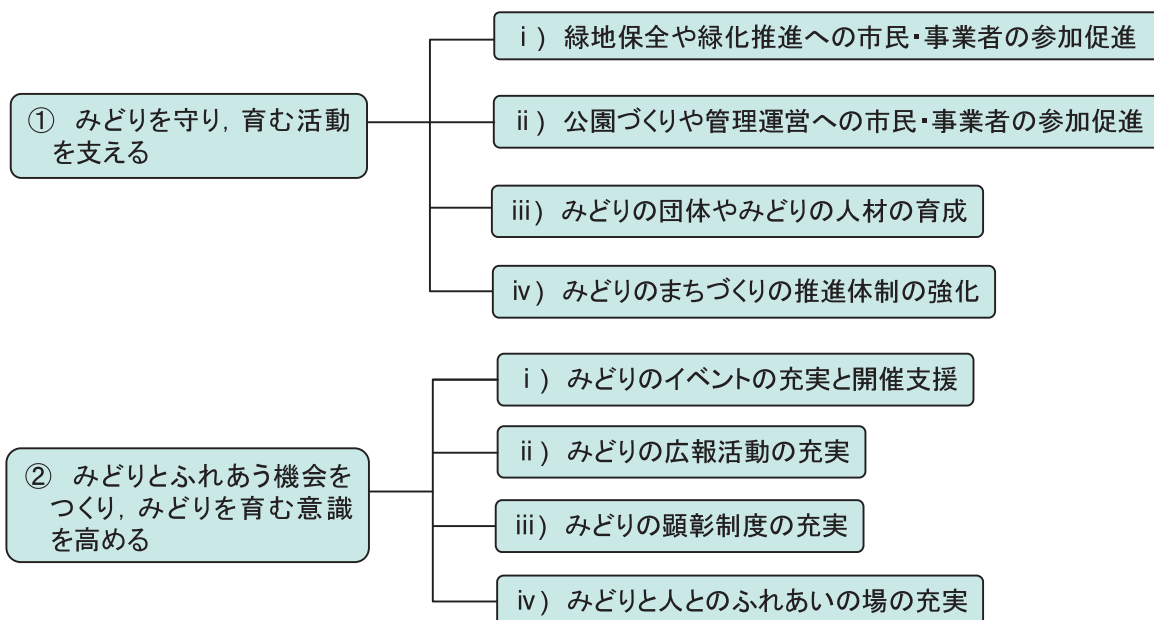 ① みどりを守り,育む活動
を支える
ⅰ) 緑地保全や緑化推進への市民・事業者の参加促進
ⅱ) 公園づくりや管理運営への市民・事業者の参加促進
ⅲ) みどりの団体やみどりの人材の育成
ⅳ) みどりのまちづくりの推進体制の強化
② みどりとふれあう機会を
つくり,みどりを育む意識
を高める
ⅰ) みどりのイベントの充実と開催支援
ⅱ) みどりの広報活動の充実
ⅲ) みどりの顕彰制度の充実
ⅳ) みどりと人とのふれあいの場の充実